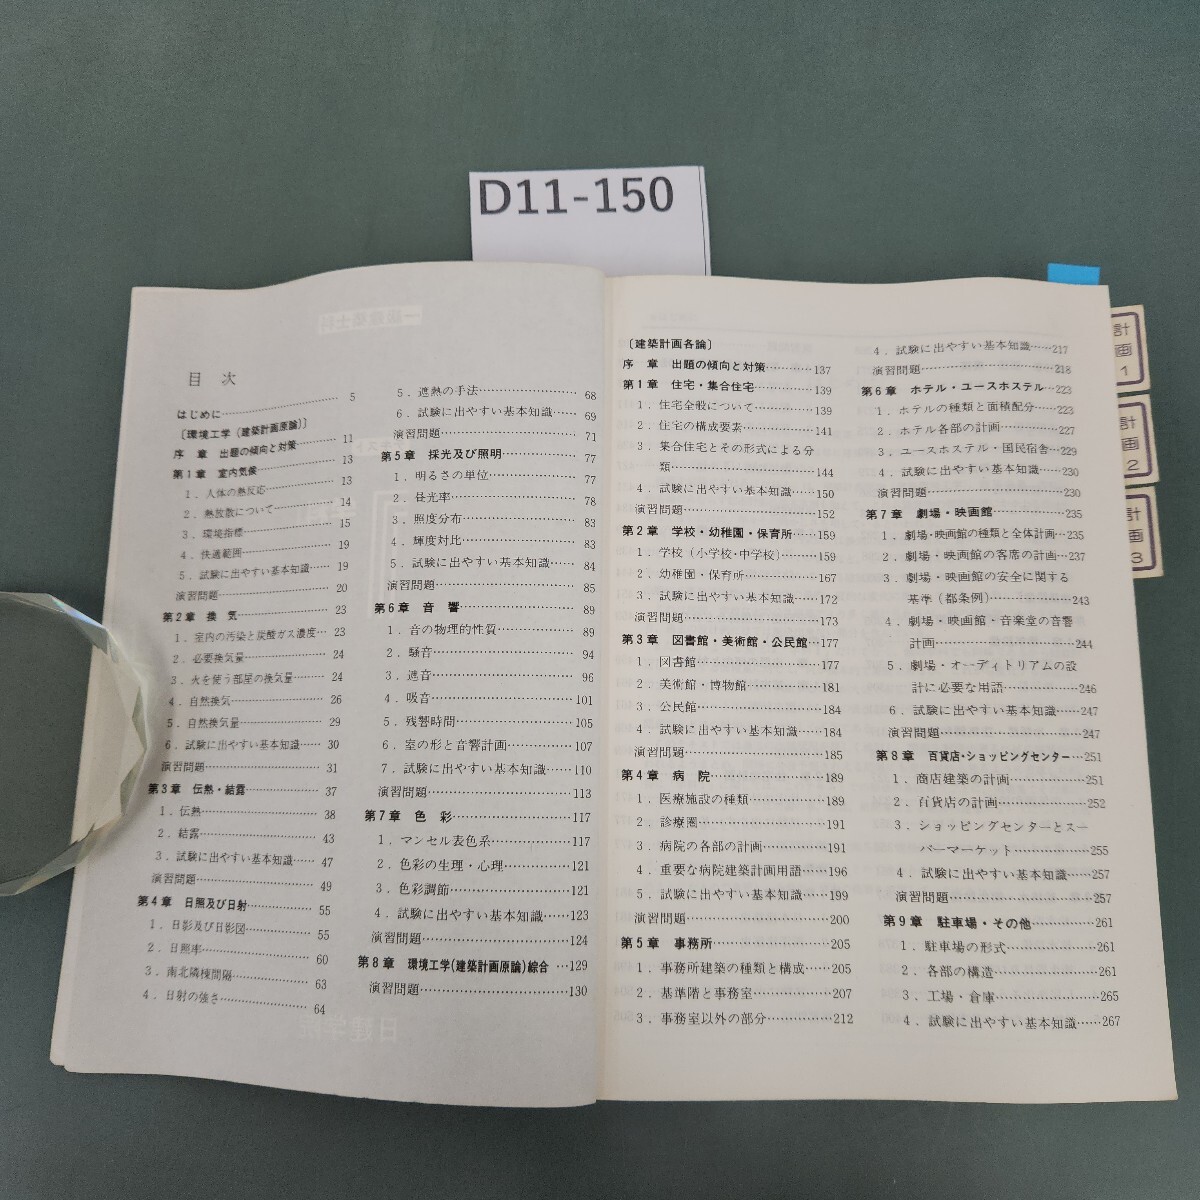 D11-150
目次
はじめに…5
〔環境工学（建築計画原論）〕
序 章 出題の傾向と対策…11
第1章 室内気候…13
1．人体の熱反応…13
2．熱放散について…14
3．環境指標…15
4．快適範囲…19
5．試験に出やすい基本知識…19
演習問題…20
第2章 換 気…23
1．室内の汚染と炭酸ガス濃度…23
2．必要換気量…24
3．火を使う部屋の換気量…24
4．自然換気…26
5．自然換気量…29
6．試験に出やすい基本知識…30
演習問題…31
第3章 伝熱・結露…37
1．伝熱…38
2．結露…43
3．試験に出やすい基本知識…47
演習問題…49
第4章 日照及び日射…55
1．日影及び日影図…55
2．日照率…60
3．南北隣棟間隔…63
4．日射の強さ…64
5．遮熱の手法…68
6．試験に出やすい基本知識…69
演習問題…71
第5章 採光及び照明…77
1．明るさの単位…77
2．昼光率…78
3．照度分布…83
4．輝度対比…83
5．試験に出やすい基本知識…84
演習問題…85
第6章 音 響…89
1．音の物理的性質…89
2．騒音…94
3．遮音…96
4．吸音…101
5．残響時間…105
6．室の形と音響計画…107
7．試験に出やすい基本知識…110
演習問題…113
第7章 色 彩…117
1．マンセル表色系…117
2．色彩の生理・心理…121
3．色彩調節…121
4．試験に出やすい基本知識…123
演習問題…124
第8章 環境工学(建築計画原論)綜合…129
演習問題…130
〔建築計画各論〕
序 章 出題の傾向と対策…137
第1章 住宅・集合住宅…139
1．住宅全般について…139
2．住宅の構成要素…141
3．集合住宅とその形式による分
類…144
4．試験に出やすい基本知識…150
演習問題…152
第2章 学校・幼稚園・保育所…159
1．学校（小学校・中学校）…159
2．幼稚園・保育所…167
3．試験に出やすい基本知識…172
演習問題…173
第3章 図書館・美術館・公民館…177
1．図書館…177
2．美術館・博物館…181
3．公民館…184
4．試験に出やすい基本知識…184
演習問題…185
第4章 病 院…189
1．医療施設の種類…189
2．診療圏…191
3．病院の各部の計画…191
4．重要な病院建築計画用語…196
5．試験に出やすい基本知識…199
演習問題…200
第5章 事務所…205
1．事務所建築の種類と構成…205
2．基準階と事務室…207
3．事務室以外の部分…212
4．試験に出やすい基本知識…217
演習問題…218
第6章 ホテル・ユースホステル…223
1．ホテルの種類と面積配分…223
2．ホテル各部の計画…227
3．ユースホステル・国民宿舎…229
4．試験に出やすい基本知識…230
演習問題…230
第7章 劇場・映画館…235
1．劇場・映画館の種類と全体計画…235
2．劇場・映画館の客席の計画…237
3．劇場・映画館の安全に関する
基準（都条例）…243
4．劇場・映画館・音楽堂の音響
計画…244
5．劇場・オーディトリアムの設
計に必要な用語…246
6．試験に出やすい基本知識…247
演習問題…247
第8章 百貨店・ショッピングセンター…251
1．商店建築の計画…251
2．百貨店の計画…252
3．ショッピングセンターとスー
パーマーケット…255
4．試験に出やすい基本知識…257
演習問題…257
第9章 駐車場・その他…261
1．駐車場の形式…261
2．各部の構造…261
3．工場・倉庫…265
4．試験に出やすい基本知識…267
計画1
計画2
計画3